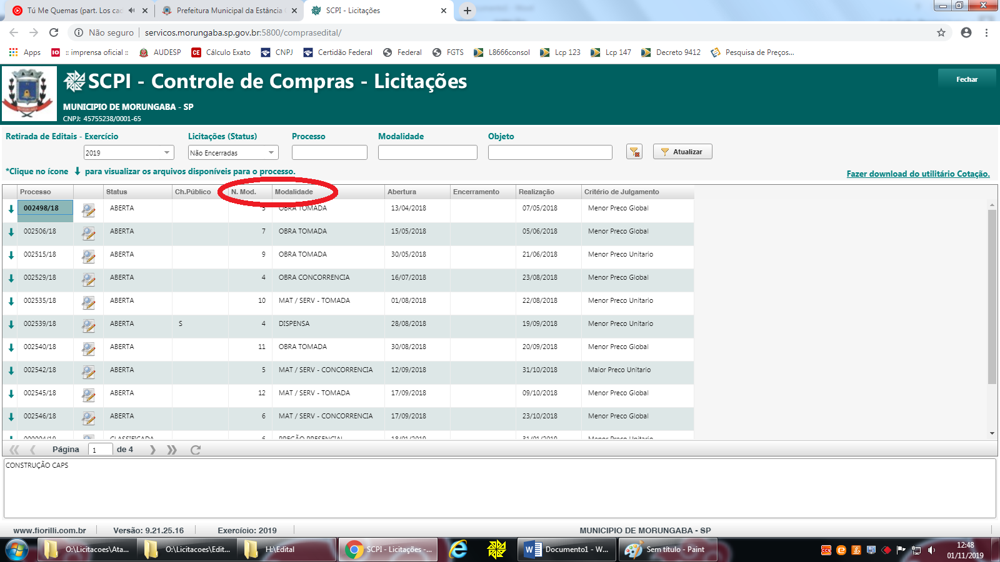 Tú Me Quemas (part. Los cad
Prefeitura Municipal da Estância
SCPI - Licitações
Não seguro
servicos.morungaba.sp.gov.br:5800/comprasedital/
Apps
:: imprensa oficial ::
AUDESP
Cálculo Exato
CNPJ
Certidão Federal
Federal
FGTS
L8666consol
Lcp 123
Lcp 147
Decreto 9412
Pesquisa de Preços...
SCPI - Controle de Compras - Licitações
Fechar
MUNICIPIO DE MORUNGABA - SP
CNPJ: 45755238/0001-65
Retirada de Editais - Exercício Licitações (Status) Processo Modalidade Objeto
2019 Não Encerradas Atualizar
*Clique no ícone para visualizar os arquivos disponíveis para o processo.
Fazer download do utilitário Cotação.
Processo Status Ch.Público N. Mod. Modalidade Abertura Encerramento Realização Critério de Julgamento
002498/18 ABERTA OBRA TOMADA 13/04/2018 07/05/2018 Menor Preco Global
002506/18 ABERTA 7 OBRA TOMADA 15/05/2018 05/06/2018 Menor Preco Global
002515/18 ABERTA 9 OBRA TOMADA 30/05/2018 21/06/2018 Menor Preco Unitario
002529/18 ABERTA 4 OBRA CONCORRENCIA 16/07/2018 23/08/2018 Menor Preco Global
002535/18 ABERTA 10 MAT / SERV - TOMADA 01/08/2018 22/08/2018 Menor Preco Unitario
002539/18 ABERTA S 4 DISPENSA 28/08/2018 19/09/2018 Menor Preco Unitario
002540/18 ABERTA 11 OBRA TOMADA 30/08/2018 20/09/2018 Menor Preco Global
002542/18 ABERTA 5 MAT / SERV - CONCORRENCIA 12/09/2018 31/10/2018 Maior Preco Unitario
002545/18 ABERTA 12 MAT / SERV - TOMADA 17/09/2018 09/10/2018 Menor Preco Global
002546/18 ABERTA 6 MAT / SERV - CONCORRENCIA 17/09/2018 23/10/2018 Menor Preco Global
Página 1 de 4
CONSTRUÇÃO CAPS
www.fiorilli.com.br Versão: 9.21.25.16 Exercício: 2019 MUNICIPIO DE MORUNGABA - SP
O:\Licitacoes\Ata...
O:\Licitacoes\Edit...
H:\Edital
SCPI - Licitações -...
Documento1 - W...
Sem título - Paint
12:48
01/11/2019